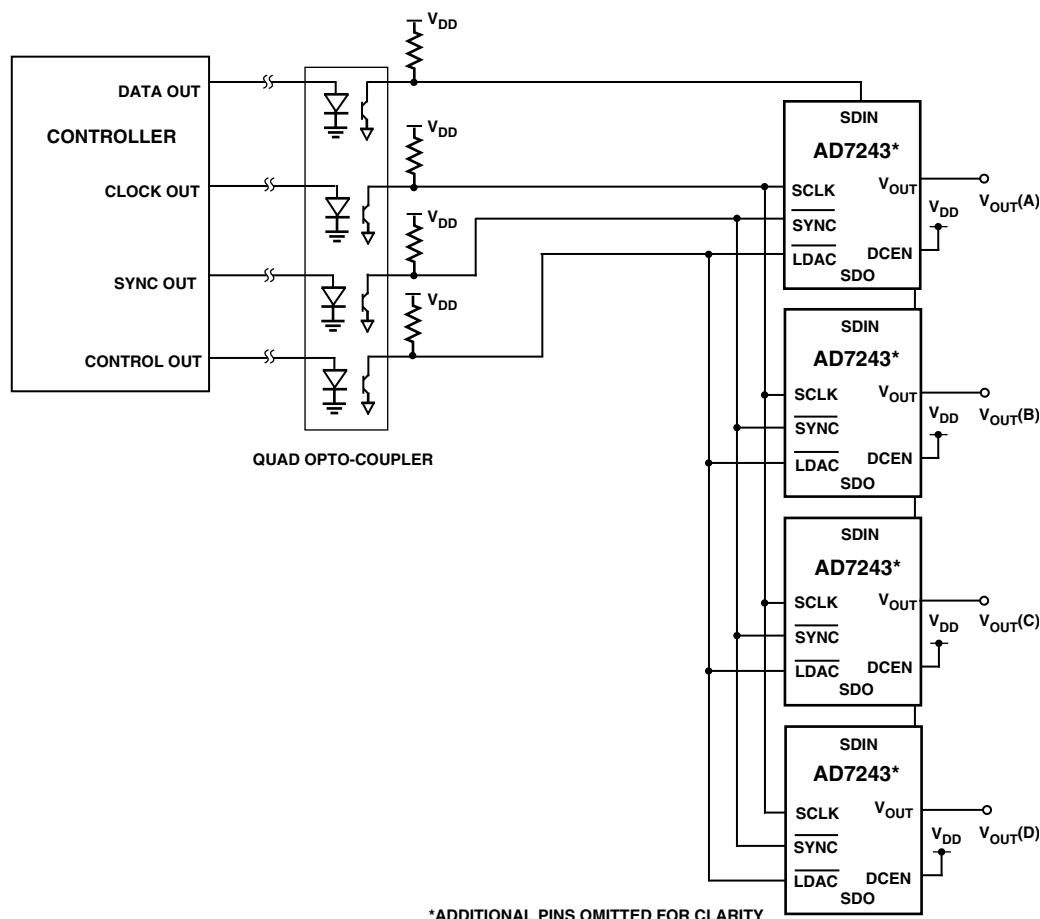 V_DD
DATA OUT
CONTROLLER
V_DD
CLOCK OUT
V_DD
SYNC OUT
V_DD
CONTROL OUT
QUAD OPTO-COUPLER
SDIN
AD7243*
SCLK
V_OUT
V_OUT(A)
SYNC
V_DD
LDAC
DCEN
SDO
SDIN
AD7243*
SCLK
V_OUT
V_OUT(B)
SYNC
V_DD
LDAC
DCEN
SDO
SDIN
AD7243*
SCLK
V_OUT
V_OUT(C)
SYNC
V_DD
LDAC
DCEN
SDO
SDIN
AD7243*
SCLK
V_OUT
V_OUT(D)
SYNC
V_DD
LDAC
DCEN
SDO
*ADDITIONAL PINS OMITTED FOR CLARITY